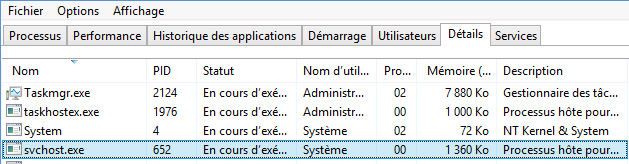 Fichier Options Affichage
Processus Performance Historique des applications Démarrage Utilisateurs Détails Services
Nom PID Statut Nom d'util... Pro... Mémoire (... Description
Taskmgr.exe 2124 En cours d'exé... Administr... 02 7 880 Ko Gestionnaire des tâc...
taskhostex.exe 1976 En cours d'exé... Administr... 00 1 000 Ko Processus hôte pour...
System 4 En cours d'exé... Système 02 72 Ko NT Kernel & System
svchost.exe 652 En cours d'exé... Système 00 1 360 Ko Processus hôte pour...